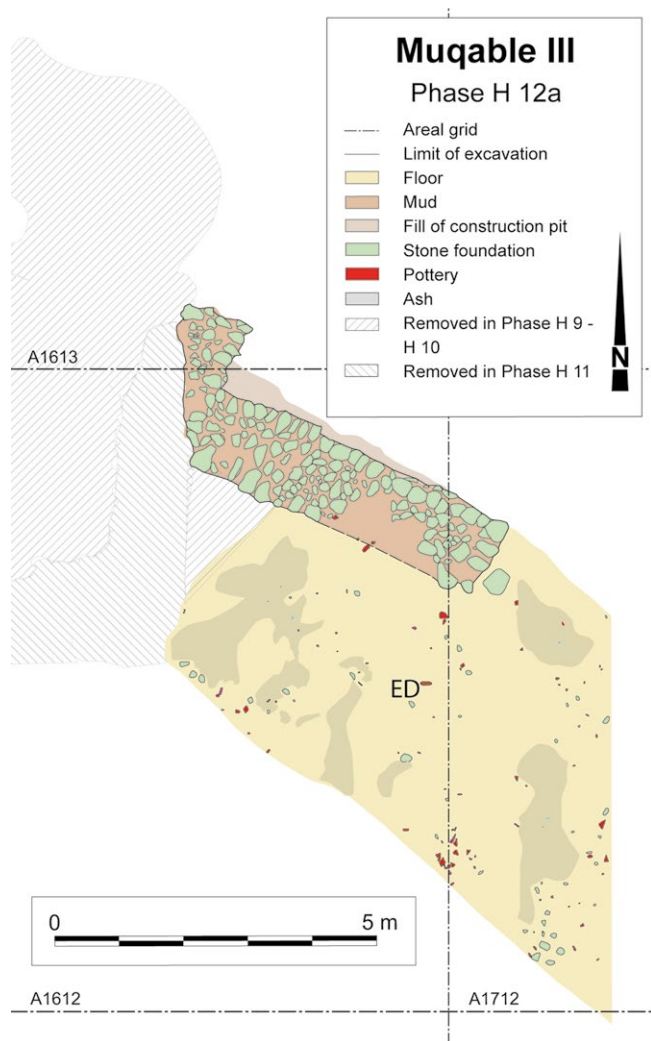 Muqable III
Phase H 12a
Areal grid
Limit of excavation
Floor
Mud
Fill of construction pit
Stone foundation
Pottery
Ash
Removed in Phase H 9 -
H 10
Removed in Phase H 11
N
A1613
ED
0 5 m
A1612 A1712